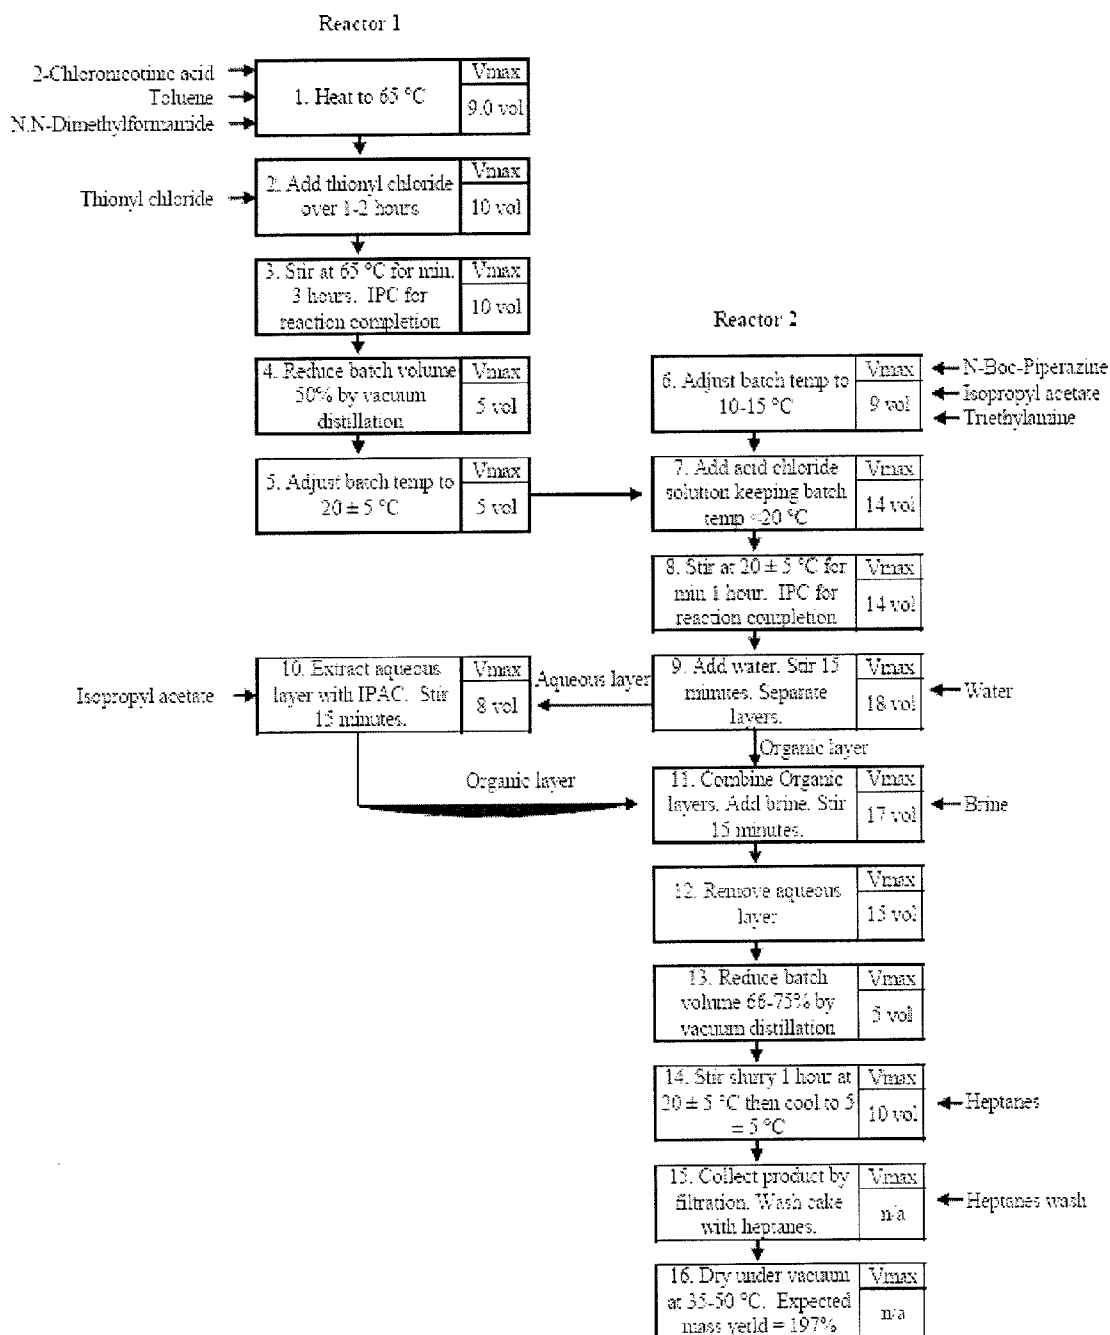 Reactor 1
2-Chloronicotinic acid
Toluene
N,N-Dimethylformamide
1. Heat to 65 °C
Vmax
9.0 vol
Thionyl chloride
2. Add thionyl chloride
over 1-2 hours
Vmax
10 vol
3. Stir at 65 °C for min.
3 hours. IPC for
reaction completion
Vmax
10 vol
4. Reduce batch volume
50% by vacuum
distillation
Vmax
5 vol
5. Adjust batch temp to
20 ± 5 °C
Vmax
5 vol
Reactor 2
6. Adjust batch temp to
10-15 °C
Vmax
9 vol
N-Boc-Piperazine
Isopropyl acetate
Triethylamine
7. Add acid chloride
solution keeping batch
temp <20 °C
Vmax
14 vol
8. Stir at 20 ± 5 °C for
min 1 hour. IPC for
reaction completion
Vmax
14 vol
9. Add water. Stir 15
minutes. Separate
layers.
Vmax
18 vol
Water
Aqueous layer
Isopropyl acetate
10. Extract aqueous
layer with IPAC. Stir
15 minutes.
Vmax
8 vol
Organic layer
Organic layer
11. Combine Organic
layers. Add brine. Stir
15 minutes.
Vmax
17 vol
Brine
12. Remove aqueous
layer
Vmax
15 vol
13. Reduce batch
volume 66-75% by
vacuum distillation
Vmax
5 vol
14. Stir slurry 1 hour at
20 ± 5 °C then cool to 5
± 5 °C
Vmax
10 vol
Heptanes
15. Collect product by
filtration. Wash cake
with heptanes.
Vmax
n/a
Heptanes wash
16. Dry under vacuum
at 35-50 °C. Expected
mass yeild = 197%
Vmax
n/a